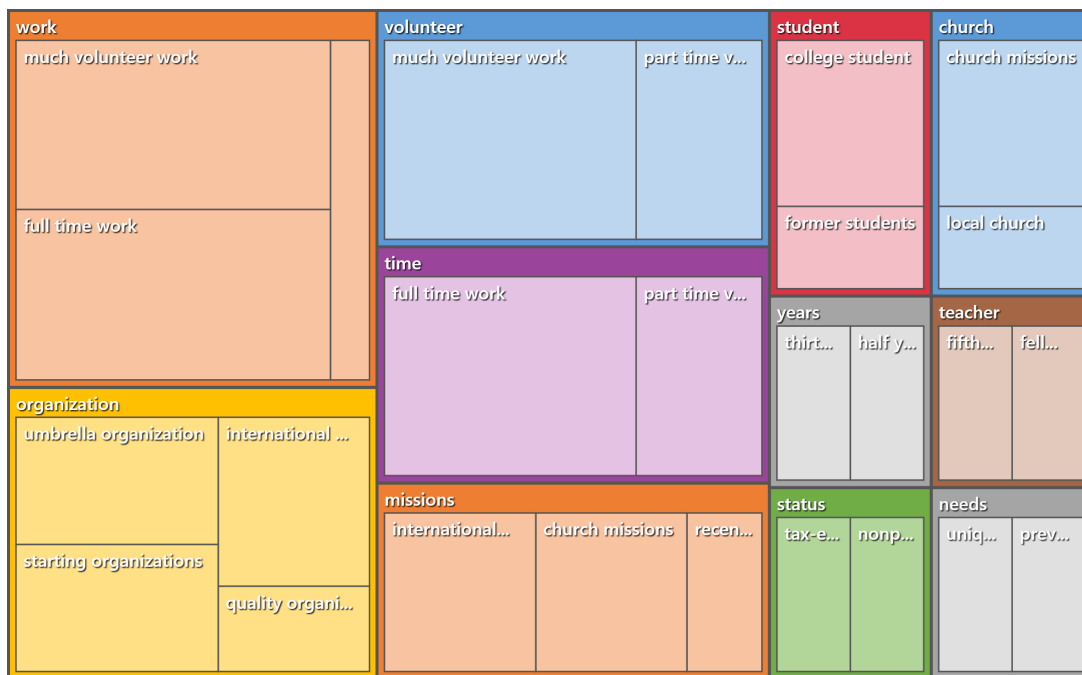 work
much volunteer work
full time work
organization
umbrella organization
international ...
starting organizations
quality organi...
volunteer
much volunteer work
part time v...
time
full time work
part time v...
missions
international...
church missions
recen...
student
college student
former students
church
church missions
local church
years
thirt...
half y...
teacher
fifth...
fell...
status
tax-e...
nonp...
needs
uniq...
prev...